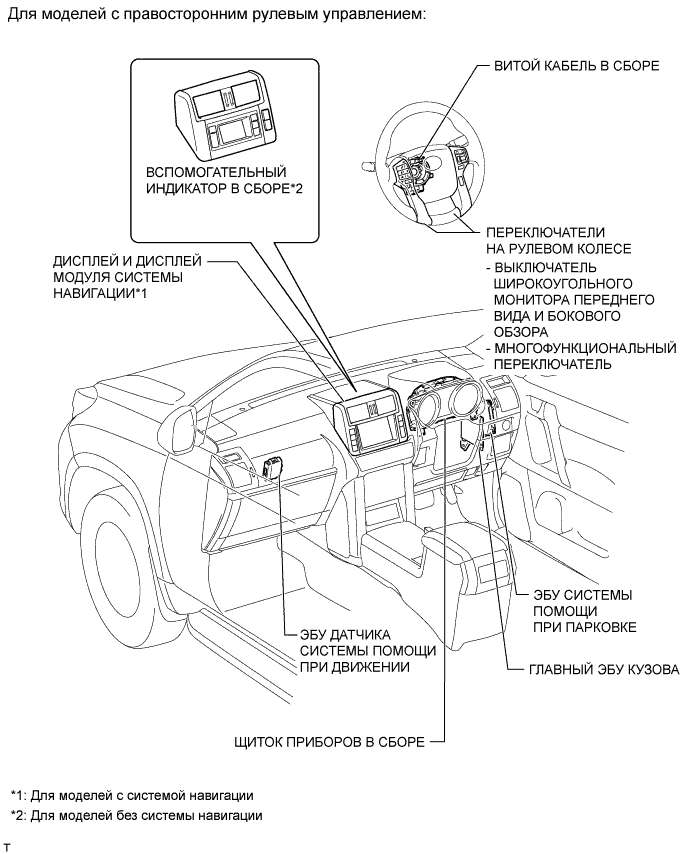 Для моделей с правосторонним рулевым управлением:
ВИТОЙ КАБЕЛЬ В СБОРЕ
ВСПОМОГАТЕЛЬНЫЙ
ИНДИКАТОР В СБОРЕ*2
ПЕРЕКЛЮЧАТЕЛИ
НА РУЛЕВОМ КОЛЕСЕ
- ВЫКЛЮЧАТЕЛЬ
ШИРОКОУГОЛЬНОГО
МОНИТОРА ПЕРЕДНЕГО
ВИДА И БОКОВОГО
ОБЗОРА
- МНОГОФУНКЦИОНАЛЬНЫЙ
ПЕРЕКЛЮЧАТЕЛЬ
ДИСПЛЕЙ И ДИСПЛЕЙ
МОДУЛЯ СИСТЕМЫ
НАВИГАЦИИ*1
ЭБУ СИСТЕМЫ
ПОМОЩИ
ПРИ ПАРКОВКЕ
ЭБУ ДАТЧИКА
СИСТЕМЫ ПОМОЩИ
ПРИ ДВИЖЕНИИ
ГЛАВНЫЙ ЭБУ КУЗОВА
ЩИТОК ПРИБОРОВ В СБОРЕ
*1: Для моделей с системой навигации
*2: Для моделей без системы навигации
T